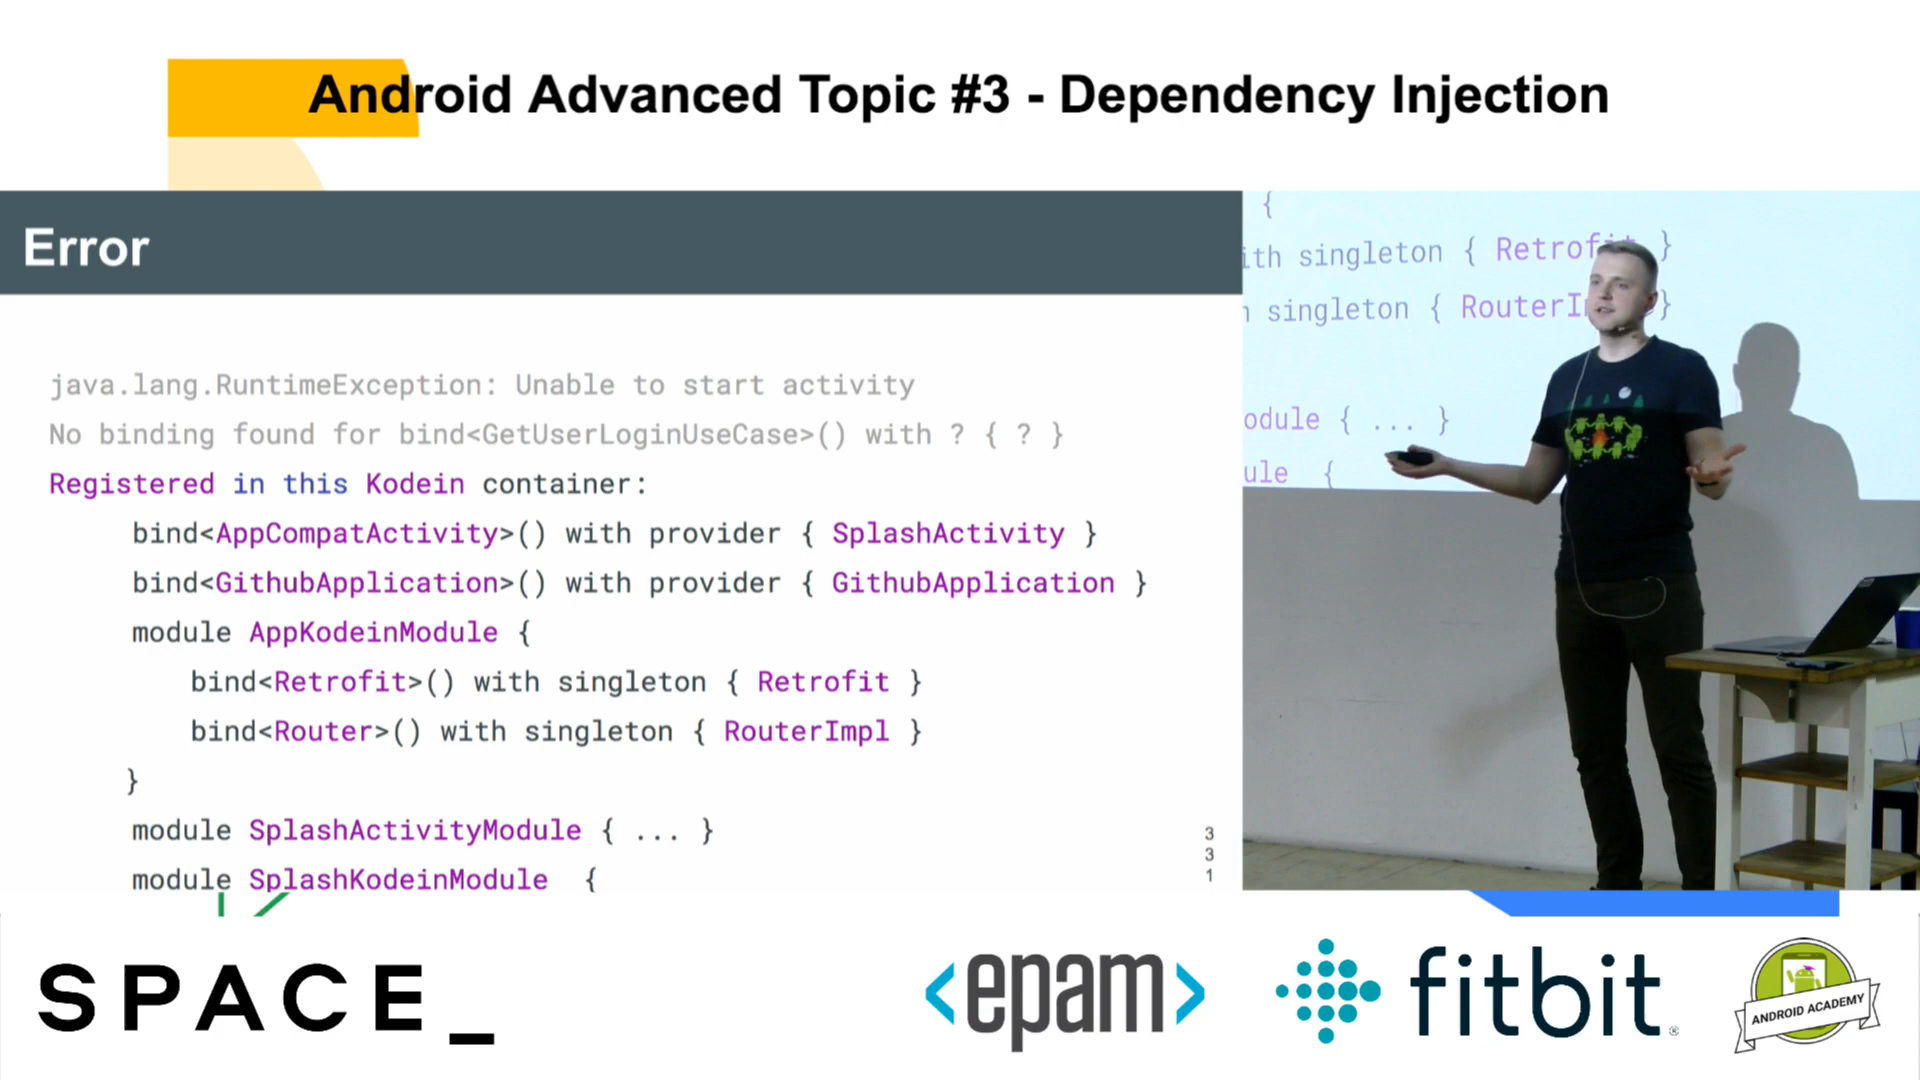 Android Advanced Topic #3 - Dependency Injection
Error
java.lang.RuntimeException: Unable to start activity
No binding found for bind<GetUserLoginUseCase>() with ? { ? }
Registered in this Kodein container:
bind<AppCompatActivity>() with provider { SplashActivity }
bind<GithubApplication>() with provider { GithubApplication }
module AppKodeinModule {
bind<Retrofit>() with singleton { Retrofit }
bind<Router>() with singleton { RouterImpl }
}
module SplashActivityModule { ... }
module SplashKodeinModule {
3
3
1
{
ith singleton { Retrofit }
singleton { RouterI }
odule { ... }
ule {
SPACE_
<epam>
fitbit®
ANDROID ACADEMY